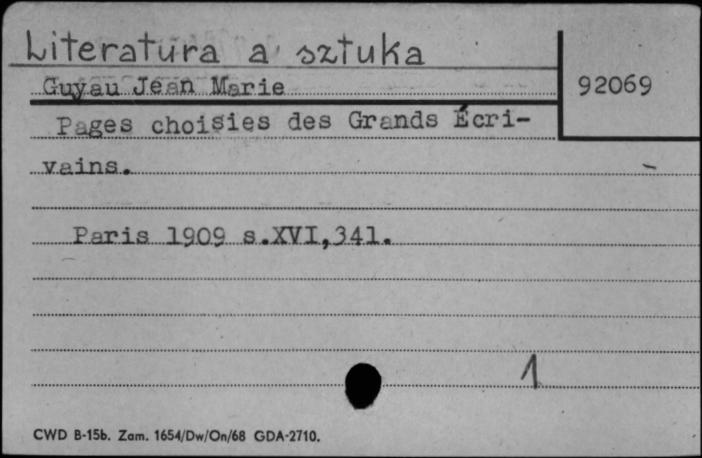 Literatura a sztuka
Guyau Jean Marie
92069
Pages choisies des Grands Écri-
vains.
Paris 1909 s.XVI,341.
1
CWD B-15b. Zam. 1654/Dw/On/68 GDA-2710.